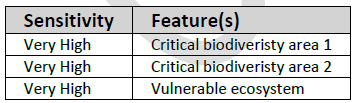 Sensitivity Feature(s)
Very High Critical biodiveristy area 1
Very High Critical biodiveristy area 2
Very High Vulnerable ecosystem